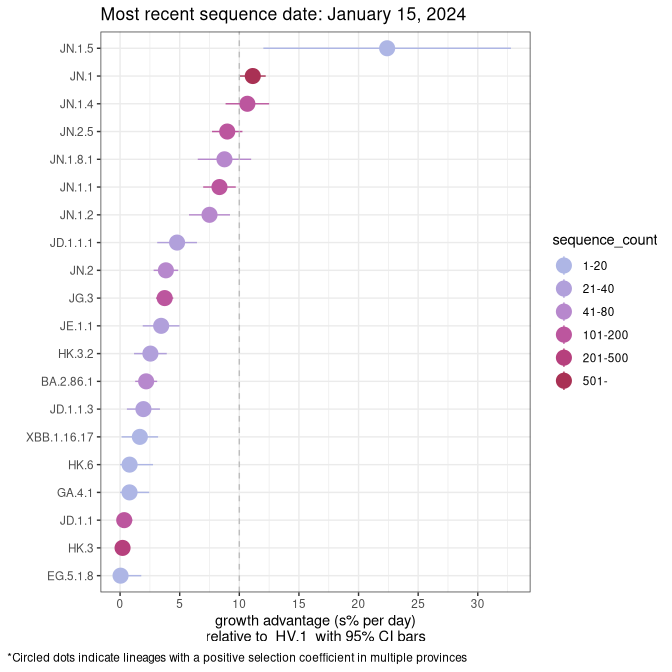 Most recent sequence date: January 15, 2024
JN.1.5
JN.1
JN.1.4
JN.2.5
JN.1.8.1
JN.1.1
JN.1.2
JD.1.1.1
JN.2
JG.3
JE.1.1
HK.3.2
BA.2.86.1
JD.1.1.3
XBB.1.16.17
HK.6
GA.4.1
JD.1.1
HK.3
EG.5.1.8
0 5 10 15 20 25 30
growth advantage (s% per day)
relative to HV.1 with 95% CI bars
sequence_count
1-20
21-40
41-80
101-200
201-500
501-
*Circled dots indicate lineages with a positive selection coefficient in multiple provinces